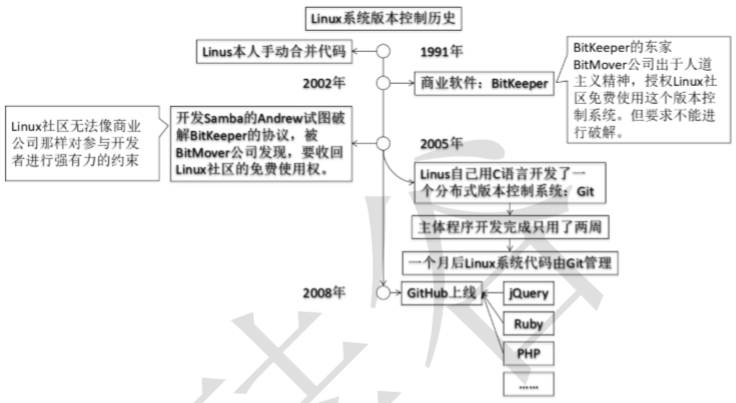 Linux系统版本控制历史
Linus本人手动合并代码
1991年
2002年
商业软件：BitKeeper
BitKeeper的东家
BitMover公司出于人道
主义精神，授权Linux社
区免费使用这个版本控
制系统。但要求不能进
行破解。
Linux社区无法像商业
公司那样对参与开发
者进行强有力的约束
开发Samba的Andrew试图破
解BitKeeper的协议，被
BitMover公司发现，要收回
Linux社区的免费使用权。
2005年
Linus自己用C语言开发了一
个分布式版本控制系统：Git
主体程序开发完成只用了两周
一个月后Linux系统代码由Git管理
2008年
GitHub上线
jQuery
Ruby
PHP
……